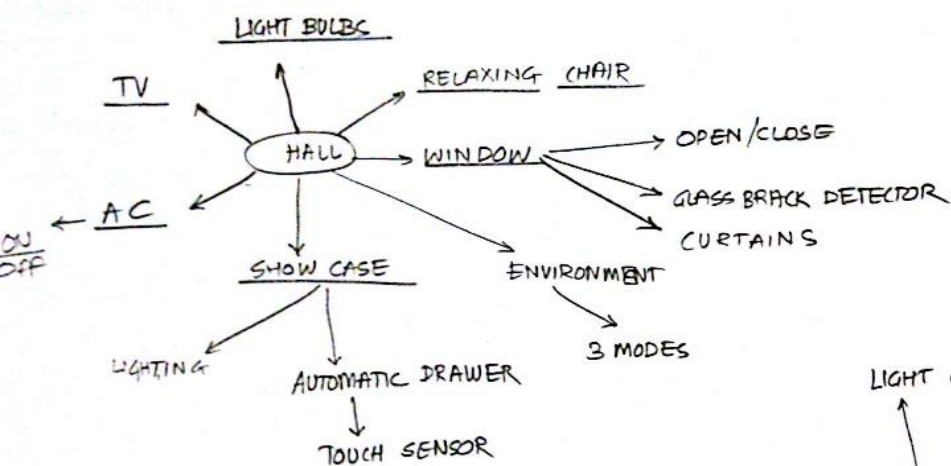 LIGHT BULBS
TV
RELAXING CHAIR
HALL
WINDOW
OPEN/CLOSE
GLASS BRACK DETECTOR
CURTAINS
AC
ON
OFF
SHOW CASE
ENVIRONMENT
3 MODES
LIGHTING
AUTOMATIC DRAWER
TOUCH SENSOR
LIGHT